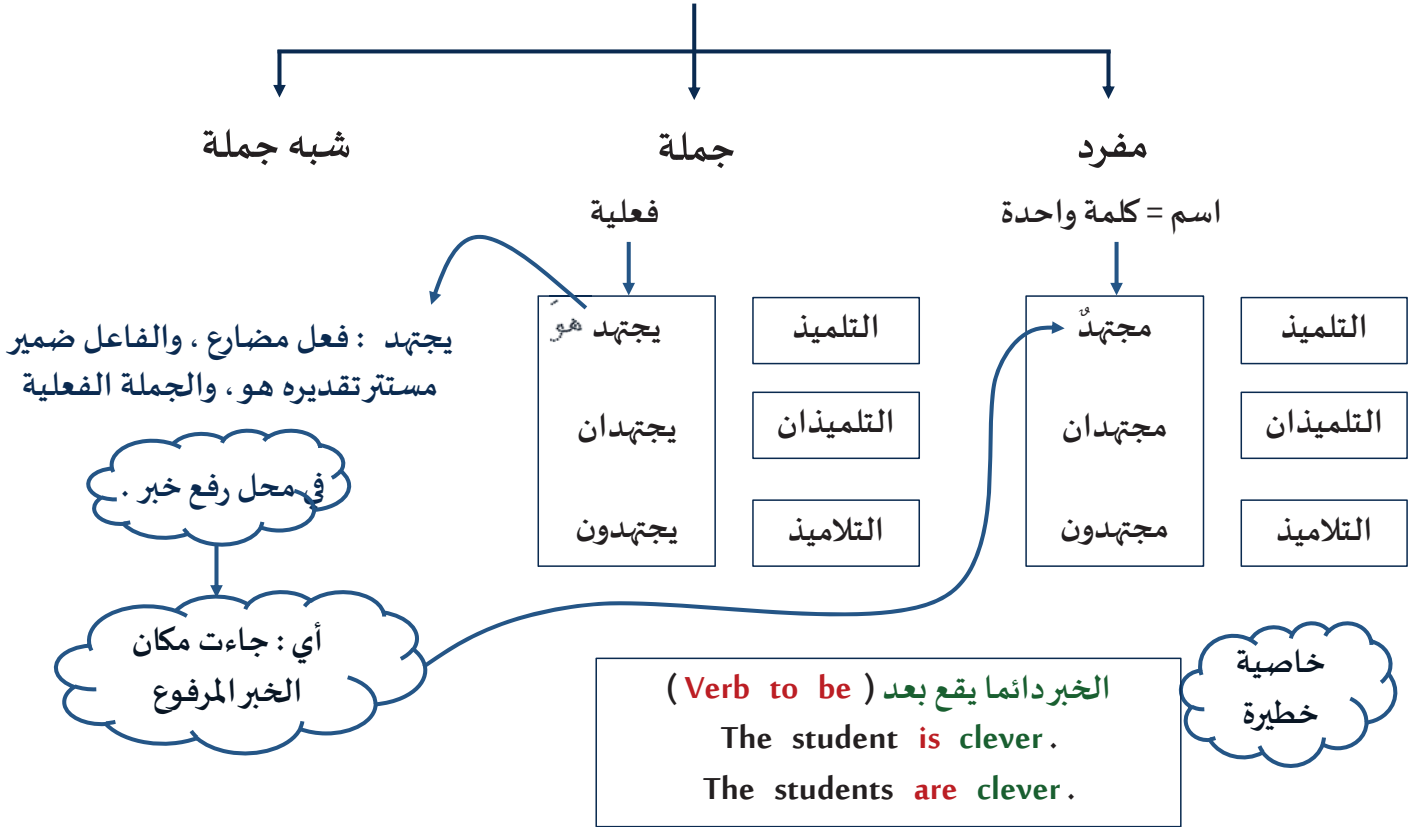 مفرد
جملة
شبه جملة
اسم = كلمة واحدة
فعلية
التلميذ
مجتهدٌ
التلميذ
يجتهد هو
التلميذان
مجتهدان
التلميذان
يجتهدان
التلاميذ
مجتهدون
التلاميذ
يجتهدون
يجتهد : فعل مضارع ، والفاعل ضمير
مستتر تقديره هو ، والجملة الفعلية
في محل رفع خبر .
أي : جاءت مكان
الخبر المرفوع
خاصية
خطيرة
الخبر دائما يقع بعد ( Verb to be )
The student is clever .
The students are clever .